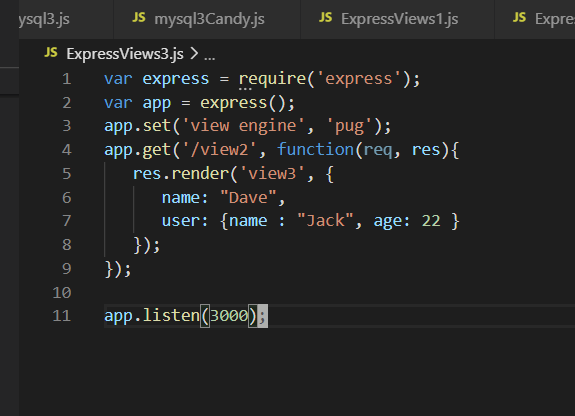 ysql3.js JS mysql3Candy.js JS ExpressViews1.js JS Expre
JS ExpressViews3.js > ...
1 var express = require('express');
2 var app = express();
3 app.set('view engine', 'pug');
4 app.get('/view2', function(req, res){
5 res.render('view3', {
6 name: "Dave",
7 user: {name : "Jack", age: 22 }
8 });
9 });
10
11 app.listen(3000);